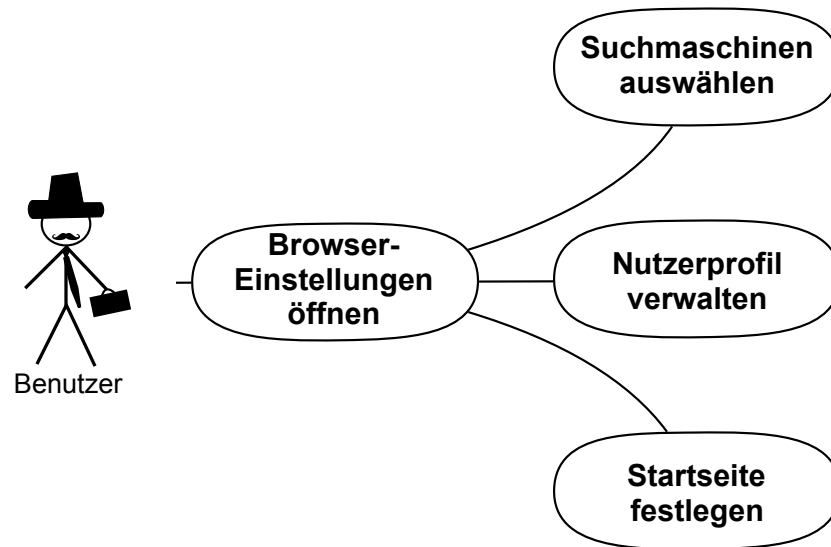 Suchmaschinen
auswählen
Browser-
Einstellungen
öffnen
Nutzerprofil
verwalten
Benutzer
Startseite
festlegen